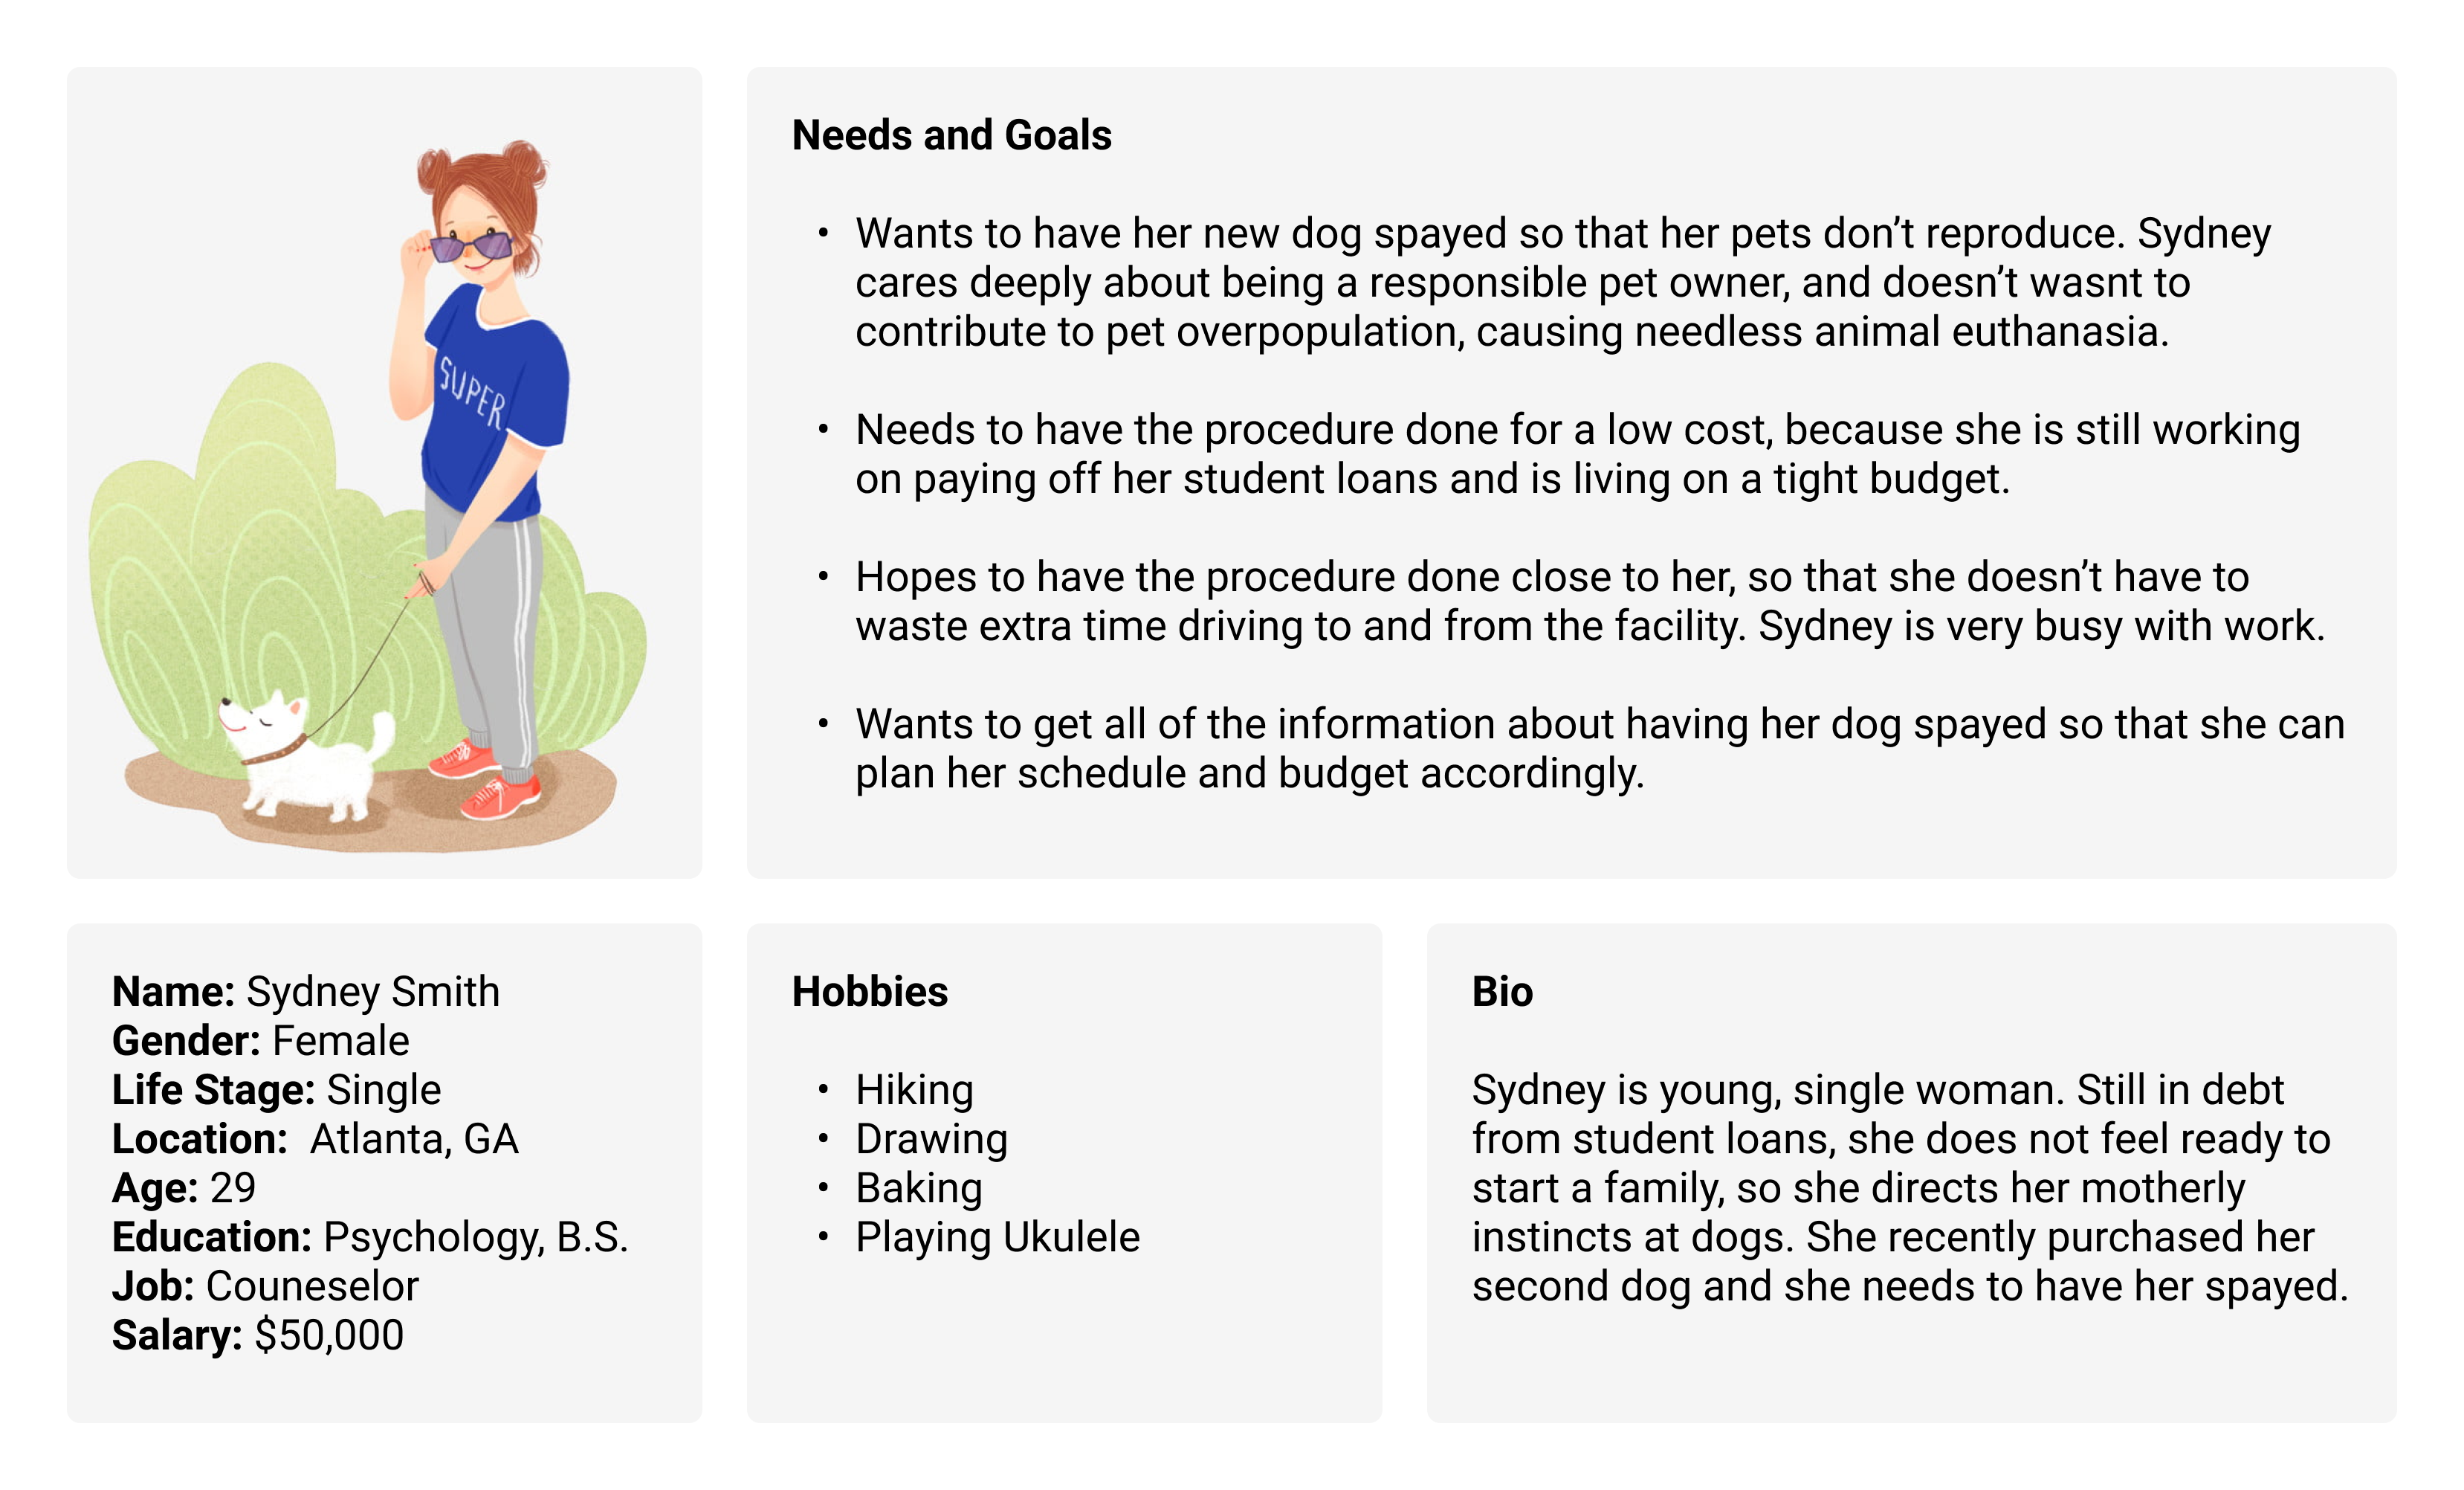 SUPER
Needs and Goals
• Wants to have her new dog spayed so that her pets don’t reproduce. Sydney
cares deeply about being a responsible pet owner, and doesn’t wasnt to
contribute to pet overpopulation, causing needless animal euthanasia.
• Needs to have the procedure done for a low cost, because she is still working
on paying off her student loans and is living on a tight budget.
• Hopes to have the procedure done close to her, so that she doesn’t have to
waste extra time driving to and from the facility. Sydney is very busy with work.
• Wants to get all of the information about having her dog spayed so that she can
plan her schedule and budget accordingly.
Name: Sydney Smith
Gender: Female
Life Stage: Single
Location:  Atlanta, GA
Age: 29
Education: Psychology, B.S.
Job: Couneselor
Salary: $50,000
Hobbies
• Hiking
• Drawing
• Baking
• Playing Ukulele
Bio
Sydney is young, single woman. Still in debt
from student loans, she does not feel ready to
start a family, so she directs her motherly
instincts at dogs. She recently purchased her
second dog and she needs to have her spayed.